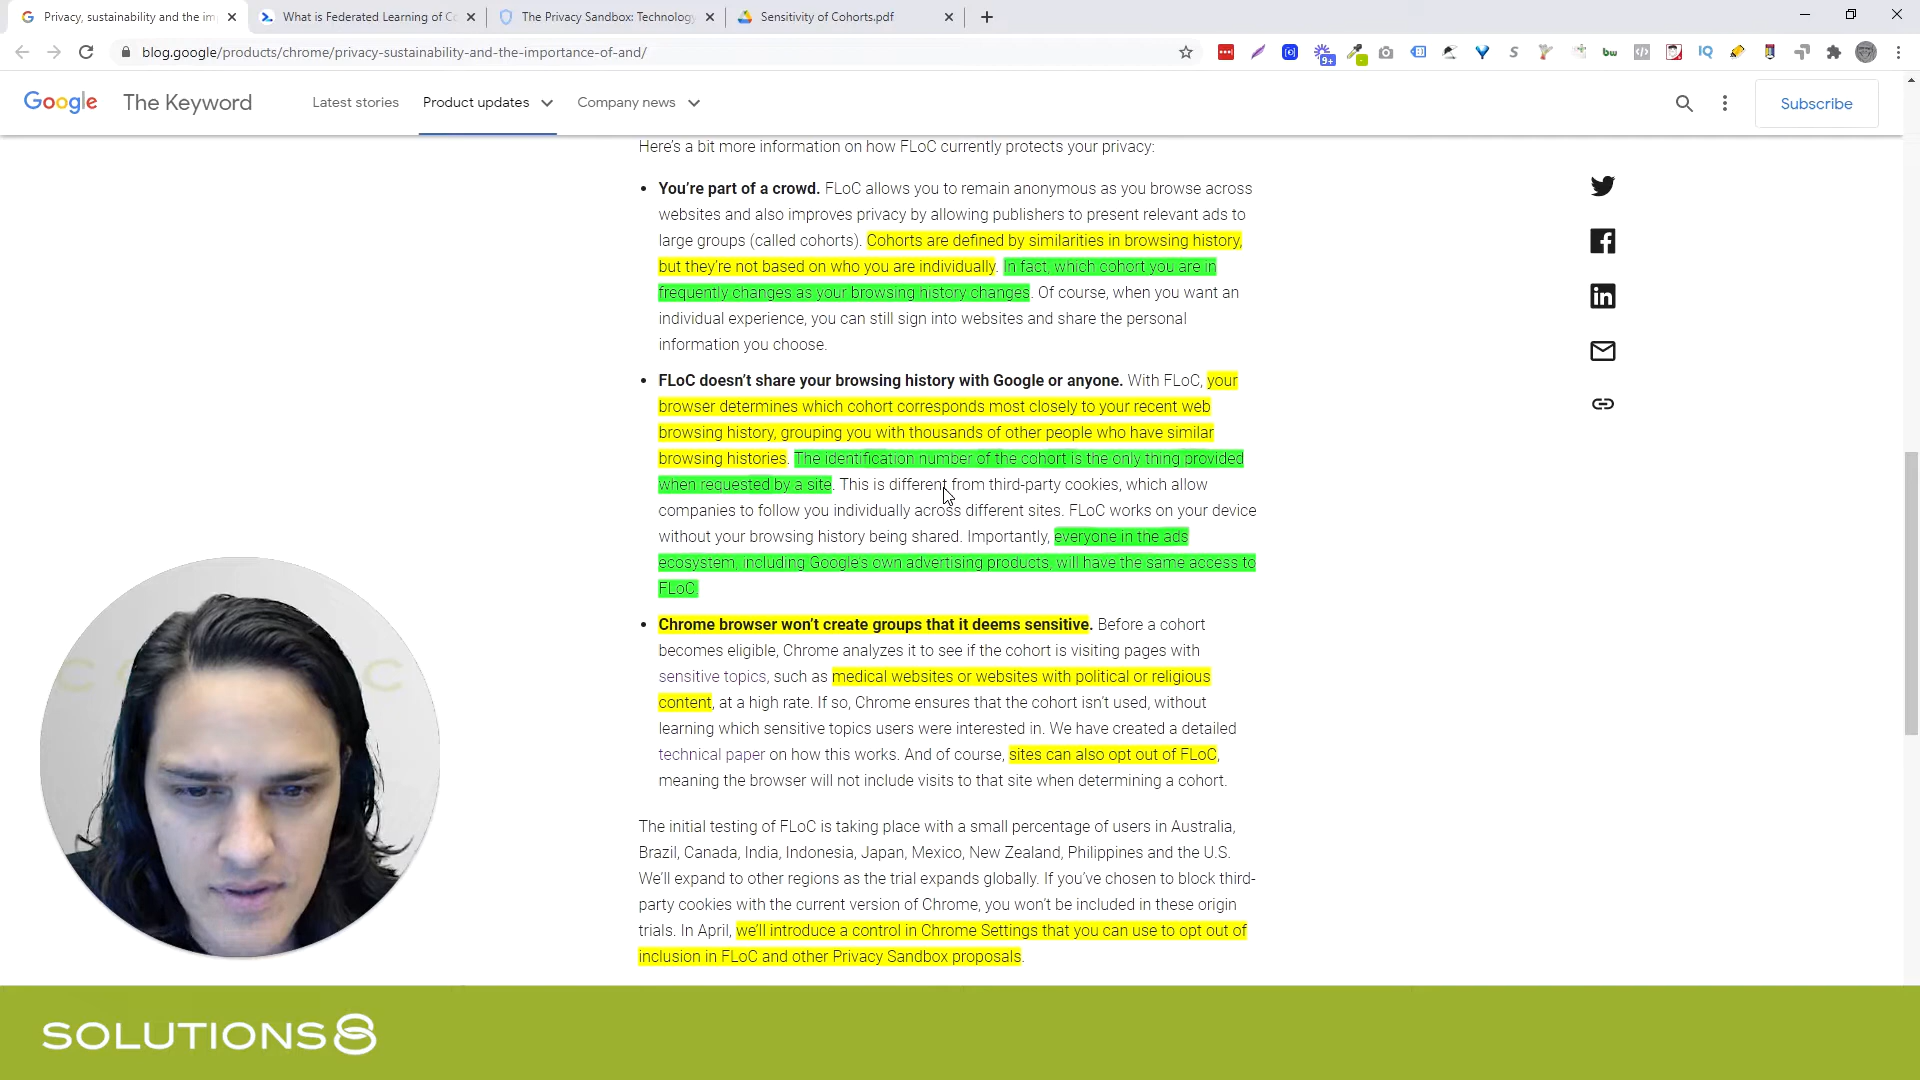 Privacy, sustainability and the im
What is Federated Learning of Co
The Privacy Sandbox: Technology
Sensitivity of Cohorts.pdf
blog.google/products/chrome/privacy-sustainability-and-the-importance-of-and/
9+
bw
S
IQ
Google The Keyword
Latest stories
Product updates
Company news
Subscribe
Here's a bit more information on how FLoC currently protects your privacy:
• You're part of a crowd. FLoC allows you to remain anonymous as you browse across
websites and also improves privacy by allowing publishers to present relevant ads to
large groups (called cohorts). Cohorts are defined by similarities in browsing history,
but they're not based on who you are individually. In fact, which cohort you are in
frequently changes as your browsing history changes. Of course, when you want an
individual experience, you can still sign into websites and share the personal
information you choose.
• FLoC doesn't share your browsing history with Google or anyone. With FLoC, your
browser determines which cohort corresponds most closely to your recent web
browsing history, grouping you with thousands of other people who have similar
browsing histories. The identification number of the cohort is the only thing provided
when requested by a site. This is different from third-party cookies, which allow
companies to follow you individually across different sites. FLoC works on your device
without your browsing history being shared. Importantly, everyone in the ads
ecosystem, including Google's own advertising products, will have the same access to
FLoC.
• Chrome browser won't create groups that it deems sensitive. Before a cohort
becomes eligible, Chrome analyzes it to see if the cohort is visiting pages with
sensitive topics, such as medical websites or websites with political or religious
content, at a high rate. If so, Chrome ensures that the cohort isn't used, without
learning which sensitive topics users were interested in. We have created a detailed
technical paper on how this works. And of course, sites can also opt out of FLoC,
meaning the browser will not include visits to that site when determining a cohort.
The initial testing of FLoC is taking place with a small percentage of users in Australia,
Brazil, Canada, India, Indonesia, Japan, Mexico, New Zealand, Philippines and the U.S.
We'll expand to other regions as the trial expands globally. If you've chosen to block third-
party cookies with the current version of Chrome, you won't be included in these origin
trials. In April, we'll introduce a control in Chrome Settings that you can use to opt out of
inclusion in FLoC and other Privacy Sandbox proposals.
SOLUTIONS8